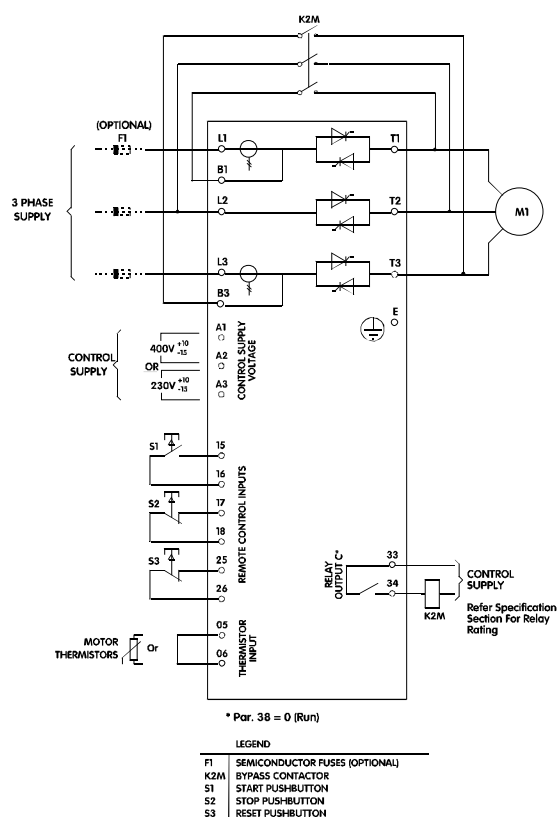 K2M
(OPTIONAL)
F1
L1
T1
B1
3 PHASE
SUPPLY
L2
T2
M1
L3
T3
B3
E
A1
CONTROL
SUPPLY
400V +10 -15
A2
OR
230V +10 -15
A3
CONTROL SUPPLY
VOLTAGE
S1
15
16
S2
17
18
S3
25
26
REMOTE CONTROL INPUTS
33
RELAY
OUTPUT C*
34
K2M
CONTROL
SUPPLY
Refer Specification
Section For Relay
Rating
MOTOR
THERMISTORS
Or
05
06
THERMISTOR
INPUT
* Par. 38 = 0 (Run)
LEGEND
F1 SEMICONDUCTOR FUSES (OPTIONAL)
K2M BYPASS CONTACTOR
S1 START PUSHBUTTON
S2 STOP PUSHBUTTON
S3 RESET PUSHBUTTON